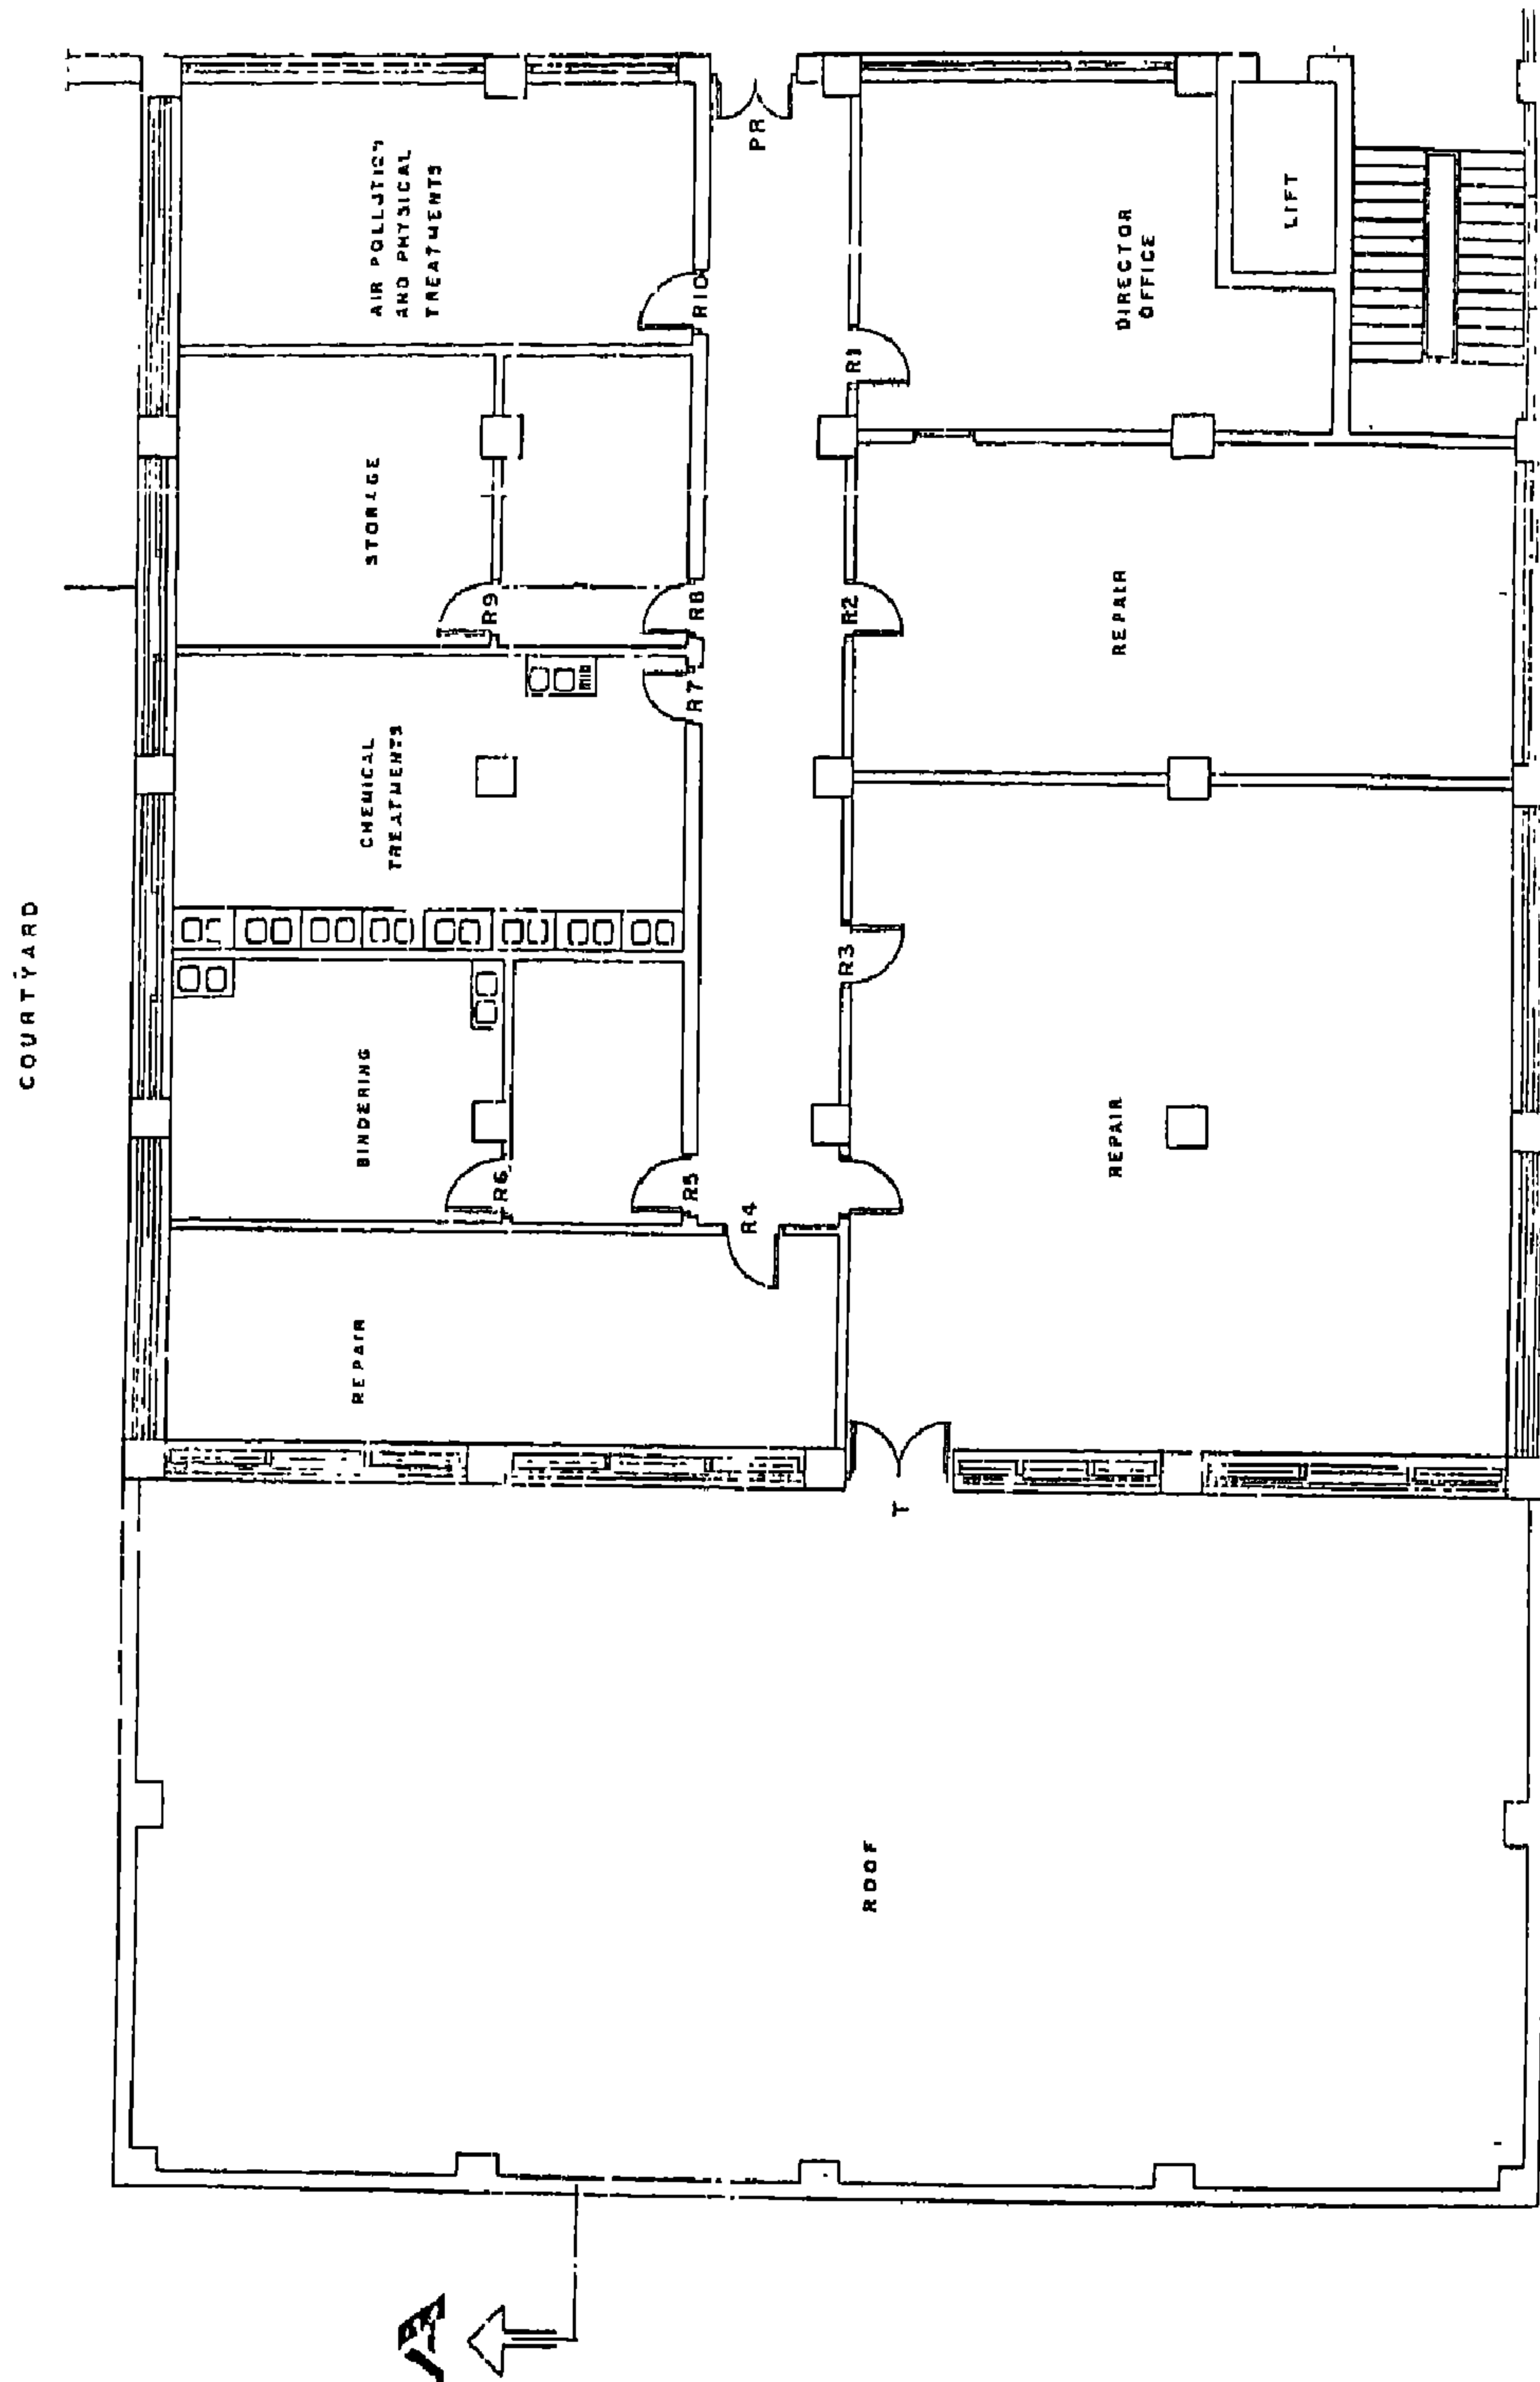 COURTYARD
REPAIR
BINDERING
CHEMICAL
TREATMENTS
STORAGE
AIR POLLUTION
AND PHYSICAL
TREATMENTS
R6
R9
R5
R7
R8
R10
R4
PR
R3
R2
R1
ROOF
T
REPAIR
REPAIR
DIRECTOR
OFFICE
LIFT